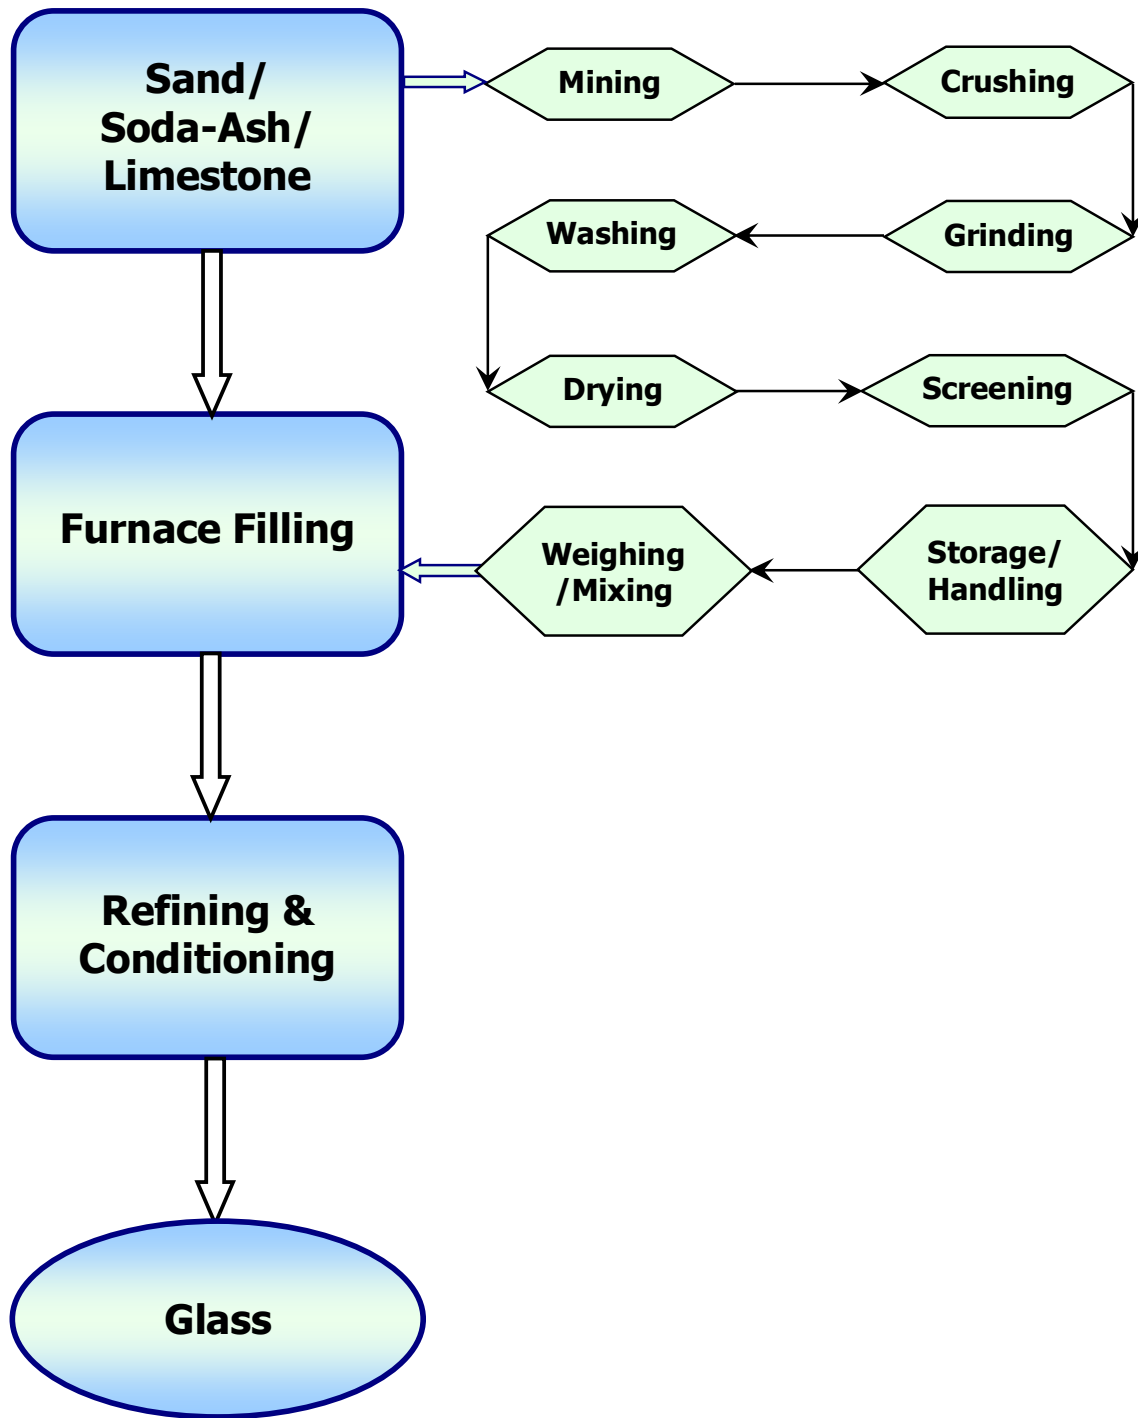 Sand/
Soda-Ash/
Limestone
Mining
Crushing
Washing
Grinding
Drying
Screening
Furnace Filling
Weighing
/Mixing
Storage/
Handling
Refining &
Conditioning
Glass